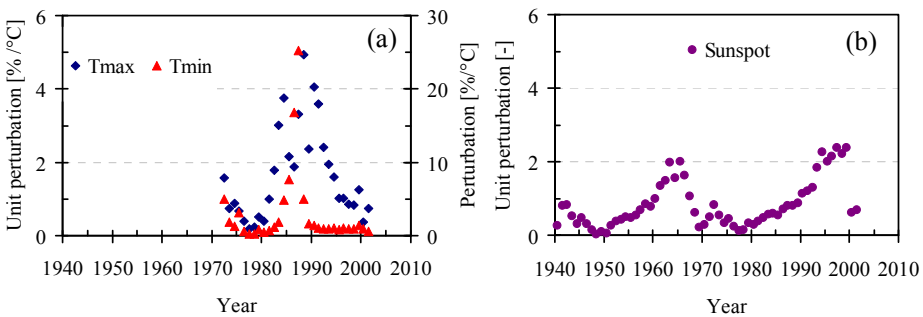 6
30
6
(a)
(b)
Tmax
Tmin
Sunspot
Unit perturbation [%/°C]
4
2
0
Perturbation [%/°C]
20
10
0
Unit perturbation [-]
4
2
0
1940 1950 1960 1970 1980 1990 2000 2010
1940 1950 1960 1970 1980 1990 2000 2010
Year
Year